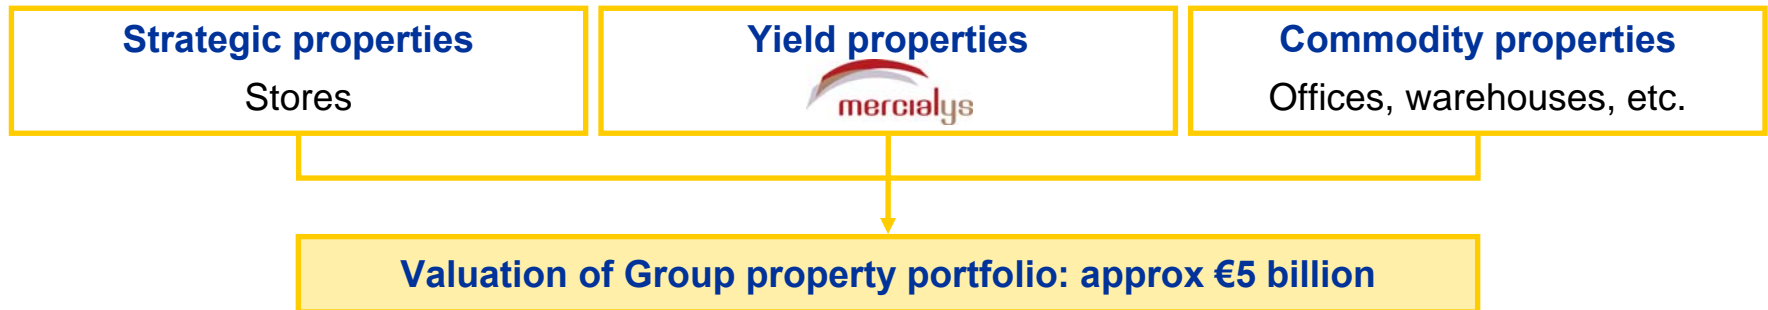 Strategic properties
Stores
Yield properties
mercialys
Commodity properties
Offices, warehouses, etc.
Valuation of Group property portfolio: approx €5 billion